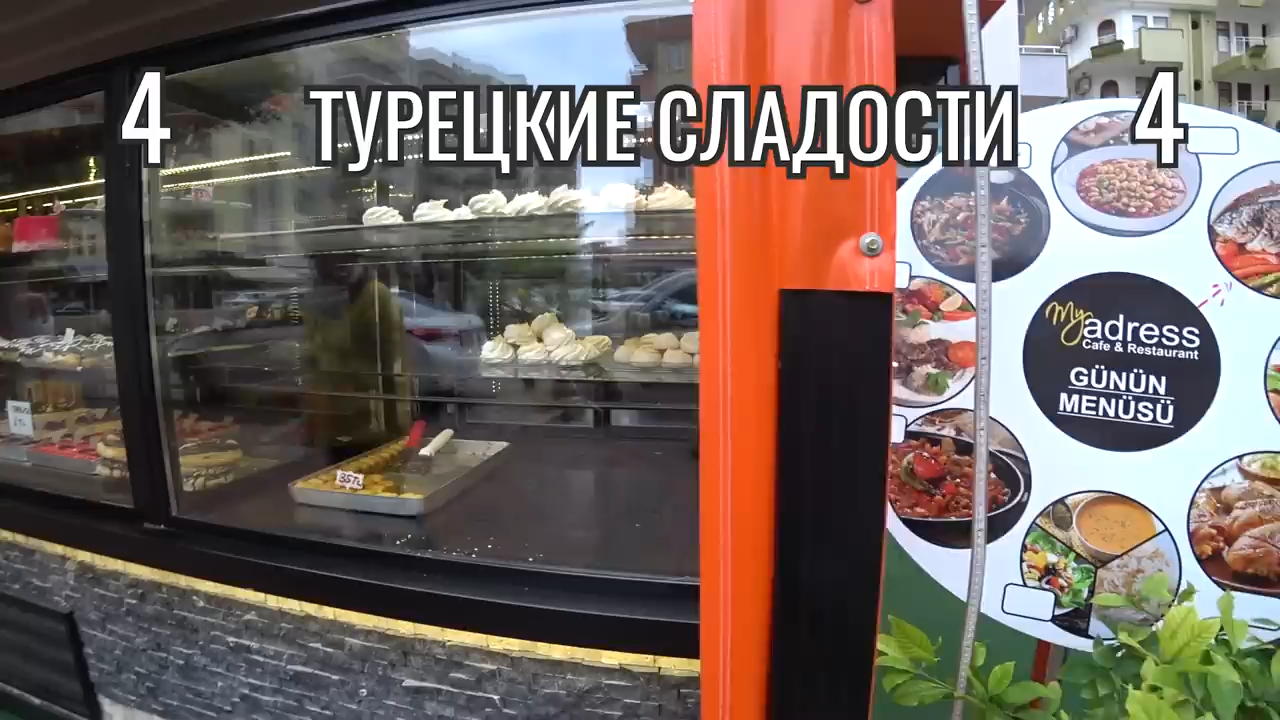 4 ТУРЕЦКИЕ СЛАДОСТИ 4
My
adress
Cafe & Restaurant
GÜNÜN
MENÜSÜ
35TL